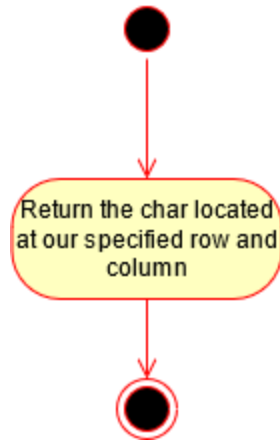 Return the char located
at our specified row and
column